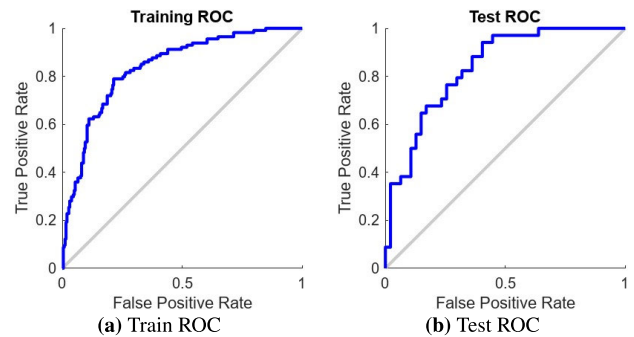 Training ROC
True Positive Rate
1
0.8
0.6
0.4
0.2
0
0
0.5
1
False Positive Rate
(a) Train ROC
Test ROC
True Positive Rate
1
0.8
0.6
0.4
0.2
0
0
0.5
1
False Positive Rate
(b) Test ROC